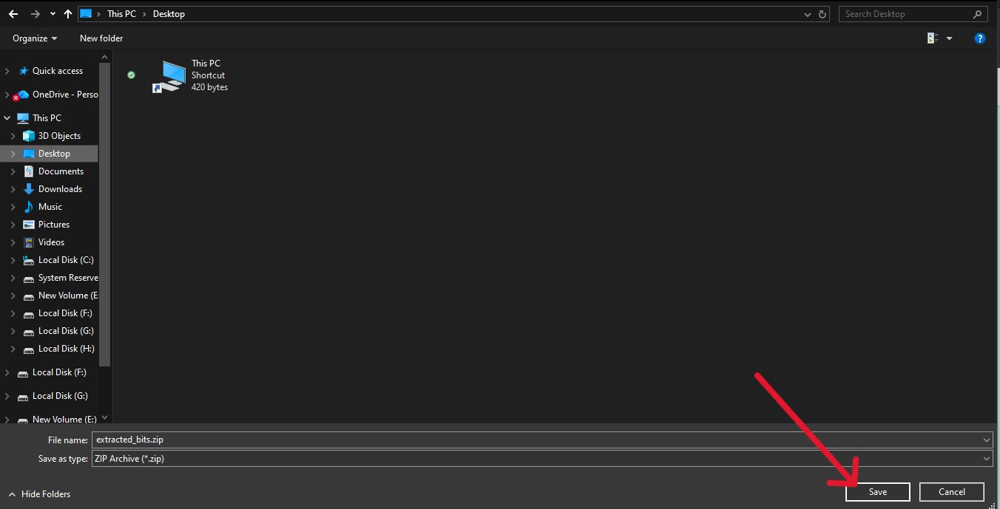 This PC > Desktop
Search Desktop
Organize
New folder
?
This PC
Shortcut
420 bytes
Quick access
OneDrive - Perso
This PC
3D Objects
Desktop
Documents
Downloads
Music
Pictures
Videos
Local Disk (C:)
System Reserve
New Volume (E
Local Disk (F:)
Local Disk (G:)
Local Disk (H:)
Local Disk (F:)
Local Disk (G:)
New Volume (E:)
File name: extracted_bits.zip
Save as type: ZIP Archive (*.zip)
Hide Folders
Save
Cancel